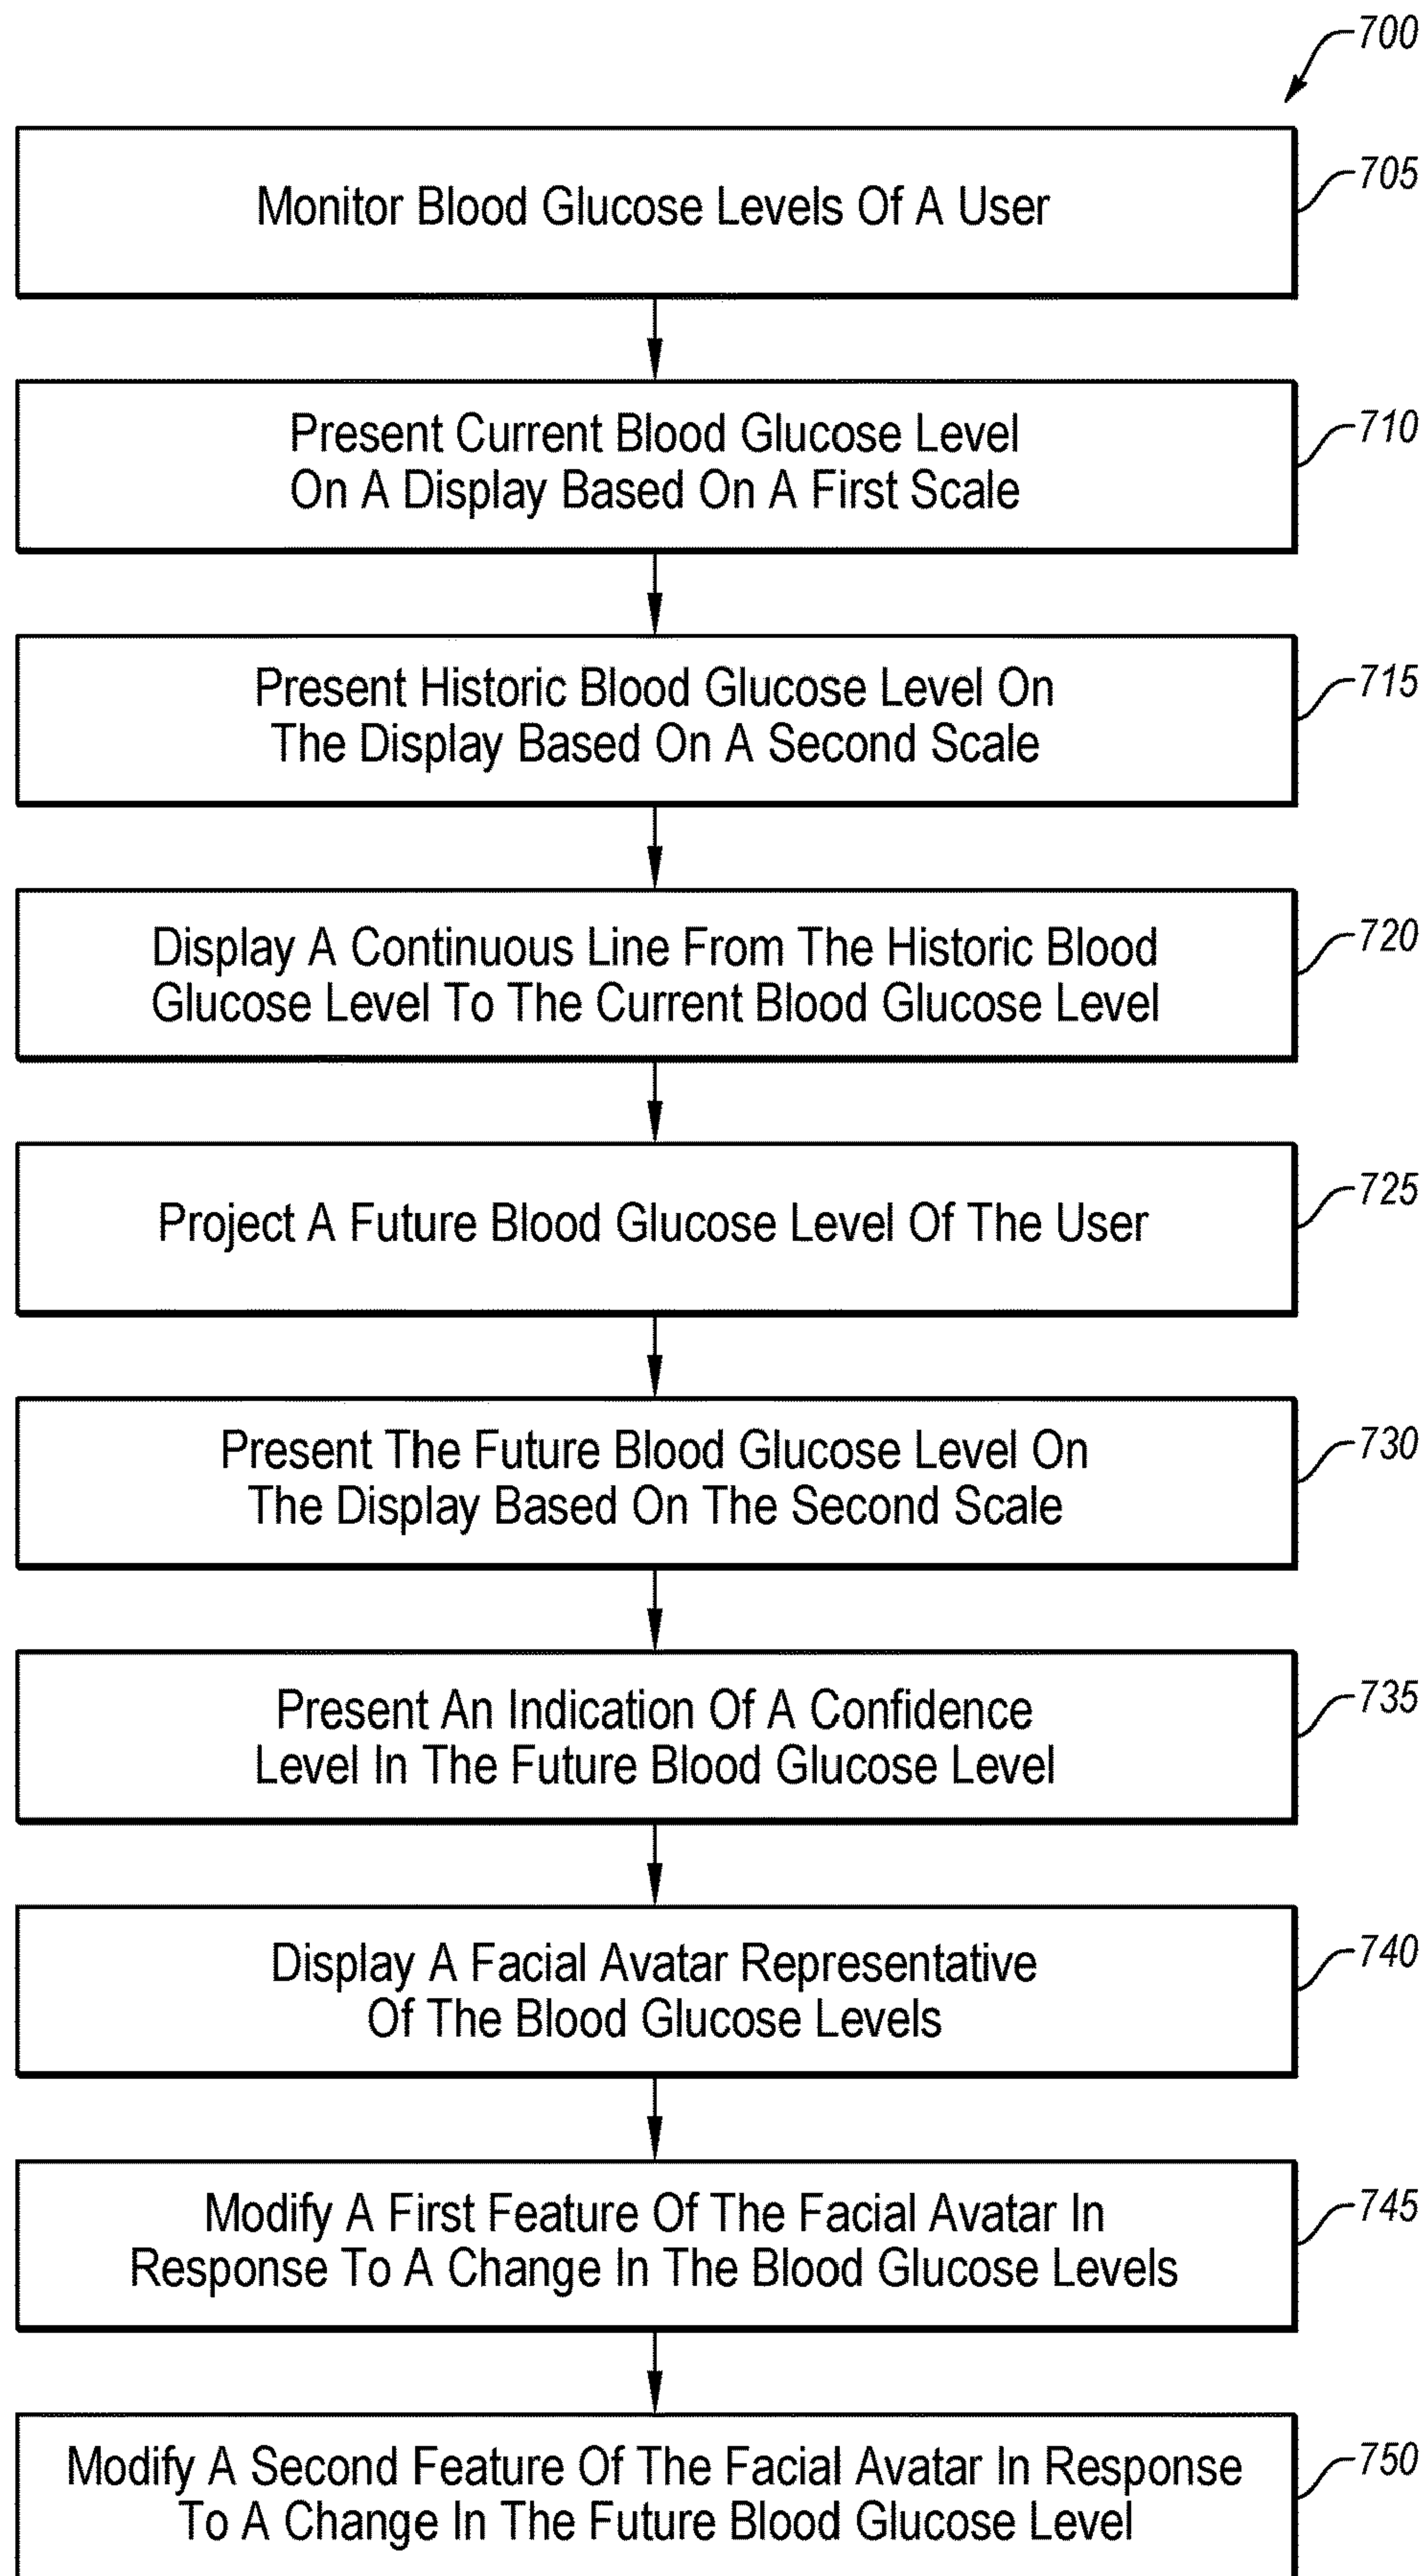 700
Monitor Blood Glucose Levels Of A User
705
Present Current Blood Glucose Level
On A Display Based On A First Scale
710
Present Historic Blood Glucose Level On
The Display Based On A Second Scale
715
Display A Continuous Line From The Historic Blood
Glucose Level To The Current Blood Glucose Level
720
Project A Future Blood Glucose Level Of The User
725
Present The Future Blood Glucose Level On
The Display Based On The Second Scale
730
Present An Indication Of A Confidence
Level In The Future Blood Glucose Level
735
Display A Facial Avatar Representative
Of The Blood Glucose Levels
740
Modify A First Feature Of The Facial Avatar In
Response To A Change In The Blood Glucose Levels
745
Modify A Second Feature Of The Facial Avatar In Response
To A Change In The Future Blood Glucose Level
750